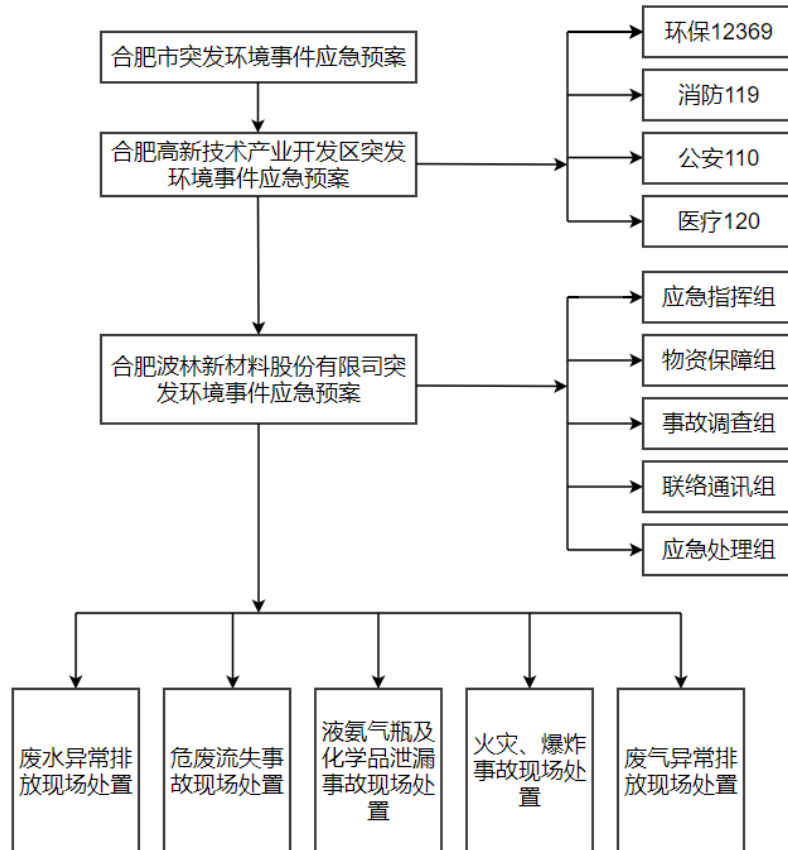 合肥市突发环境事件应急预案
环保12369
消防119
合肥高新技术产业开发区突发
环境事件应急预案
公安110
医疗120
应急指挥组
物资保障组
合肥波林新材料股份有限司突
发环境事件应急预案
事故调查组
联络通讯组
应急处理组
废水异常排
放现场处置
危废流失事
故现场处置
液氨气瓶及
化学品泄漏
事故现场处
置
火灾、爆炸
事故现场处
置
废气异常排
放现场处置